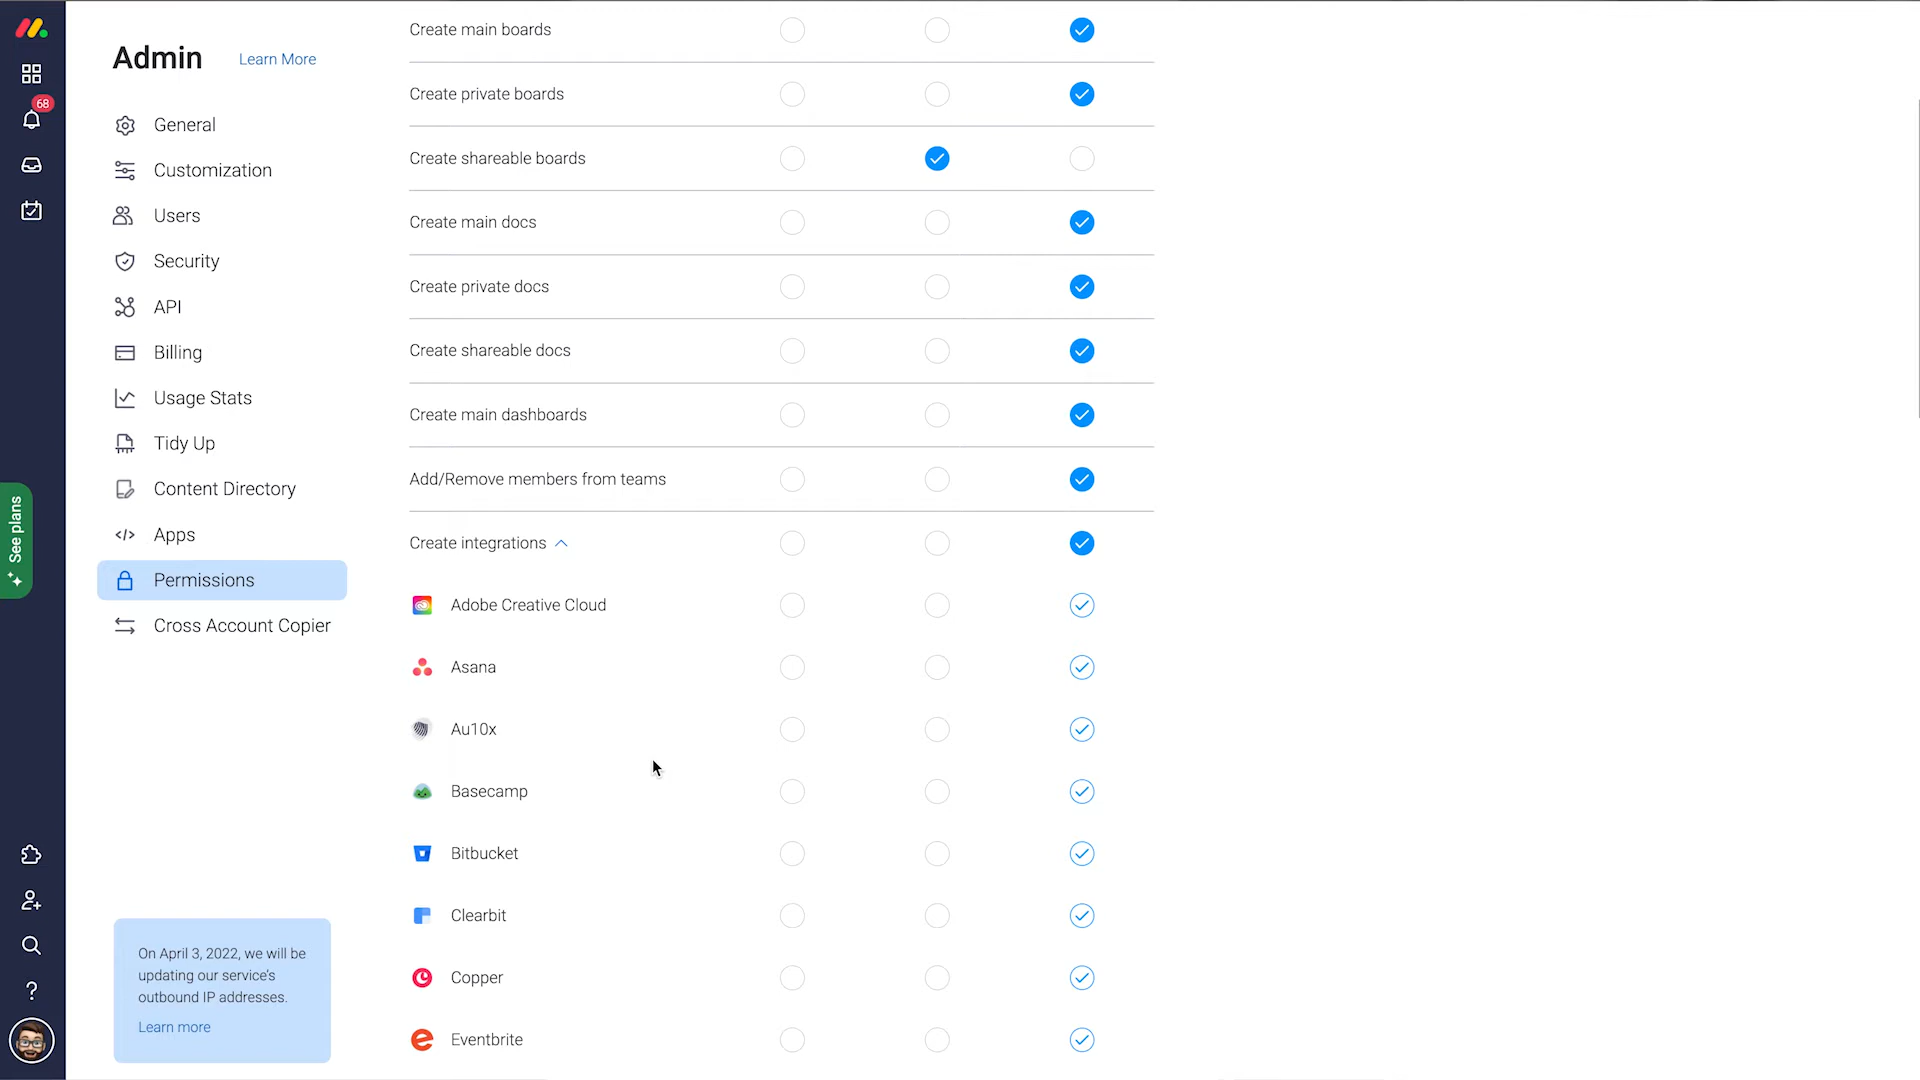 68
See plans
Admin
Learn More
General
Customization
Users
Security
API
Billing
Usage Stats
Tidy Up
Content Directory
Apps
Permissions
Cross Account Copier
On April 3, 2022, we will be
updating our service's
outbound IP addresses.
Learn more
Create main boards
Create private boards
Create shareable boards
Create main docs
Create private docs
Create shareable docs
Create main dashboards
Add/Remove members from teams
Create integrations
Adobe Creative Cloud
Asana
Au10x
Basecamp
Bitbucket
Clearbit
Copper
Eventbrite